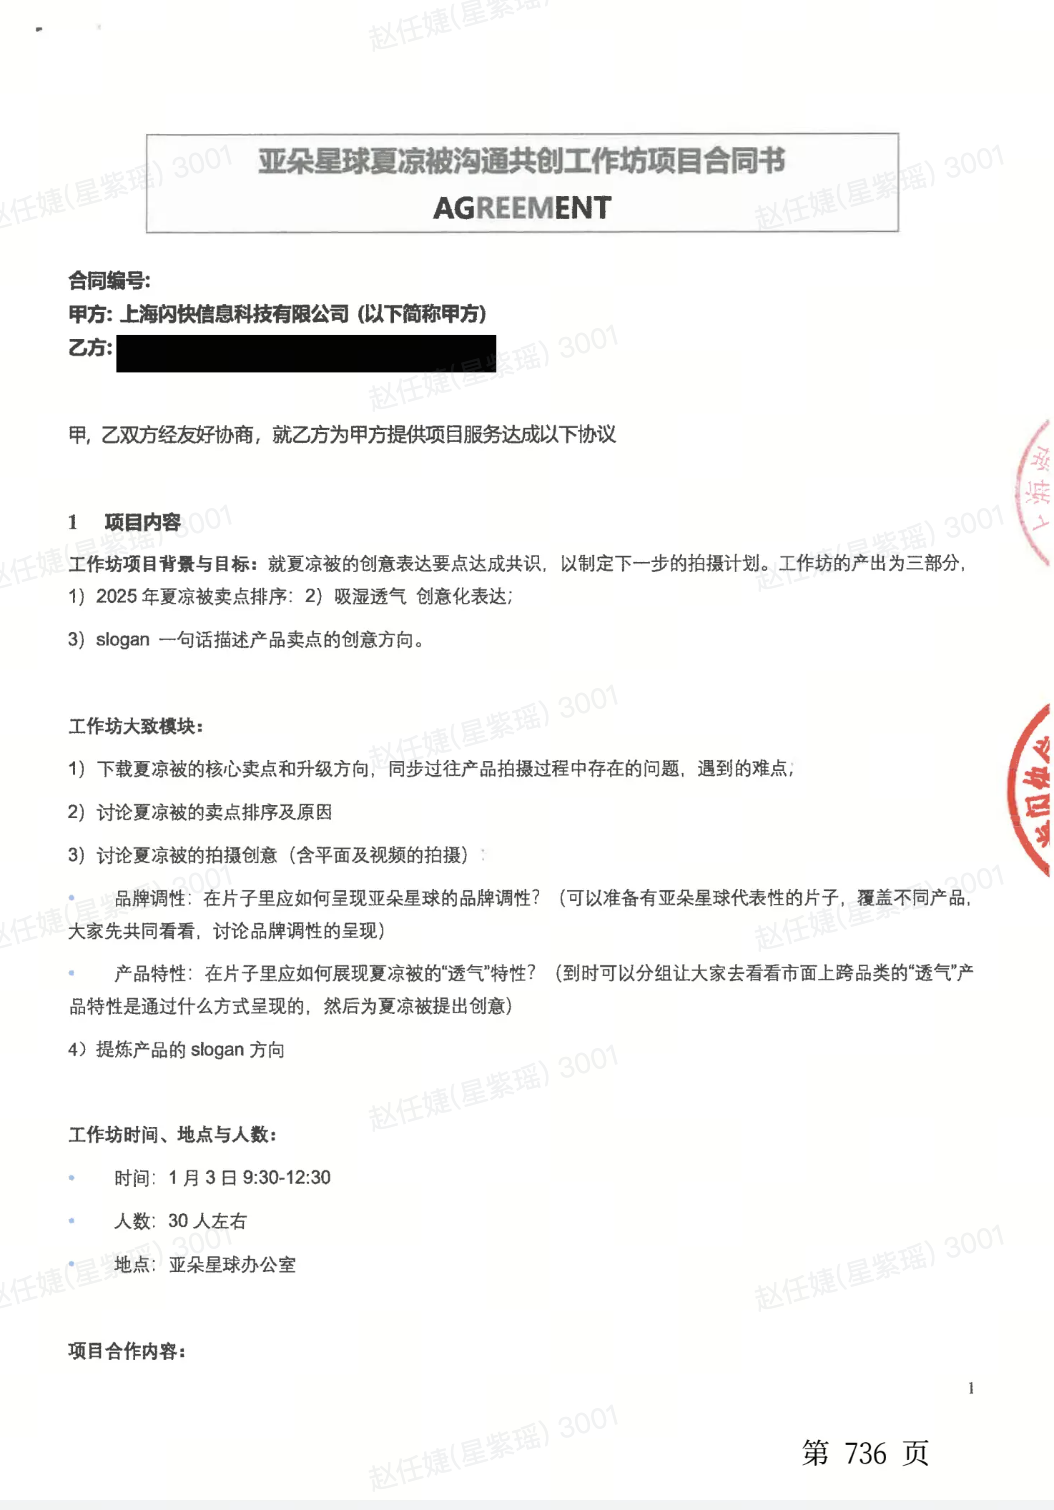 亚朵星球夏凉被沟通共创工作坊项目合同书
AGREEMENT
合同编号:
甲方: 上海闪快信息科技有限公司 (以下简称甲方)
乙方:
甲, 乙双方经友好协商，就乙方为甲方提供项目服务达成以下协议
1 项目内容
工作坊项目背景与目标：就夏凉被的创意表达要点达成共识，以制定下一步的拍摄计划。工作坊的产出为三部分，
1）2025 年夏凉被卖点排序：2）吸湿透气 创意化表达；
3）slogan 一句话描述产品卖点的创意方向。
工作坊大致模块：
1）下载夏凉被的核心卖点和升级方向，同步过往产品拍摄过程中存在的问题，遇到的难点；
2）讨论夏凉被的卖点排序及原因
3）讨论夏凉被的拍摄创意（含平面及视频的拍摄）:
• 品牌调性：在片子里应如何呈现亚朵星球的品牌调性？（可以准备有亚朵星球代表性的片子，覆盖不同产品，
大家先共同看看，讨论品牌调性的呈现）
• 产品特性：在片子里应如何展现夏凉被的“透气”特性？（到时可以分组让大家去看看市面上跨品类的“透气”产
品特性是通过什么方式呈现的，然后为夏凉被提出创意）
4）提炼产品的 slogan 方向
工作坊时间、地点与人数：
• 时间：1 月 3 日 9:30-12:30
• 人数：30 人左右
• 地点：亚朵星球办公室
项目合作内容：
1
第 736 页
赵任婕(星紫瑶) 3001